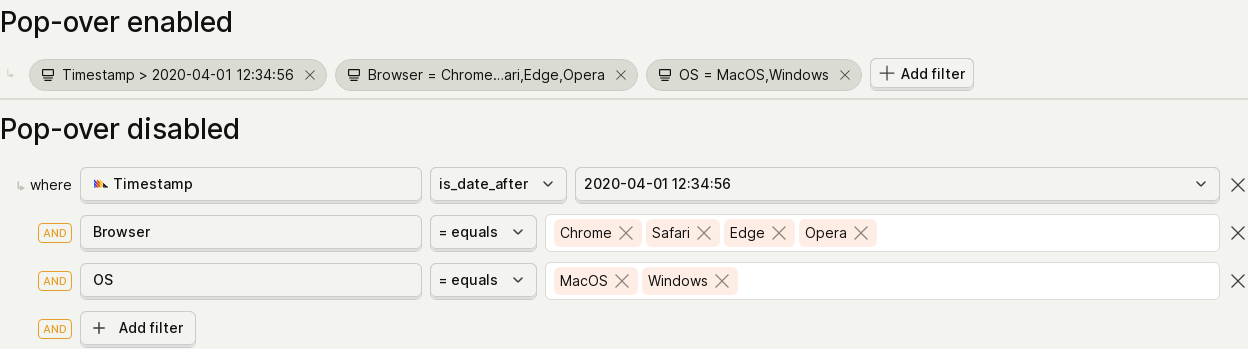 Pop-over enabled
Timestamp > 2020-04-01 12:34:56 Browser = Chrome...ari,Edge,Opera OS = MacOS,Windows Add filter
Pop-over disabled
where Timestamp is_date_after 2020-04-01 12:34:56
AND Browser = equals Chrome Safari Edge Opera
AND OS = equals MacOS Windows
AND + Add filter